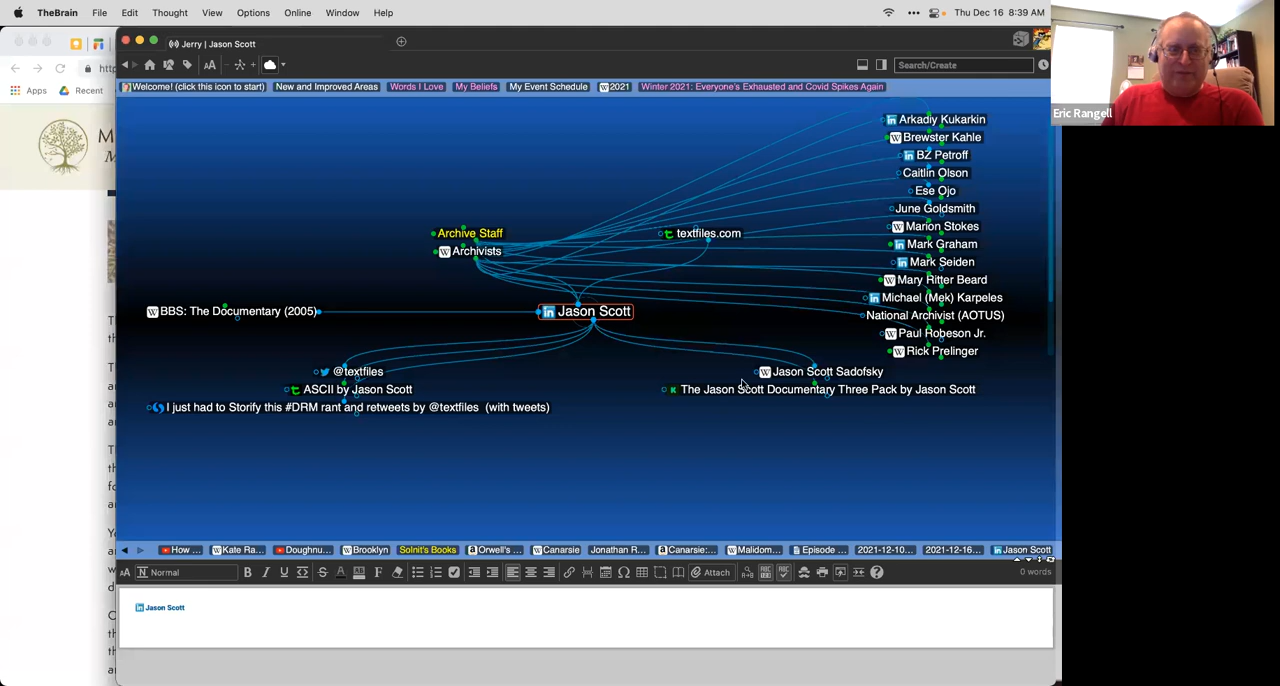 TheBrain File Edit Thought View Options Online Window Help Thu Dec 16 8:39 AM
Jerry | Jason Scott
AA Search/Create
Welcome! (click this icon to start) New and Improved Areas Words I Love My Beliefs My Event Schedule W 2021 Winter 2021: Everyone's Exhausted and Covid Spikes Again
http
Apps Recent
M
M
Eric Rangell
Arkadiy Kukarkin
Brewster Kahle
BZ Petroff
Caitlin Olson
Ese Ojo
June Goldsmith
Marion Stokes
Mark Graham
Mark Seiden
Mary Ritter Beard
Michael (Mek) Karpeles
National Archivist (AOTUS)
Paul Robeson Jr.
Rick Prelinger
Archive Staff
Archivists
textfiles.com
BBS: The Documentary (2005)
Jason Scott
@textfiles
ASCII by Jason Scott
I just had to Storify this #DRM rant and retweets by @textfiles (with tweets)
Jason Scott Sadofsky
The Jason Scott Documentary Three Pack by Jason Scott
How ... Kate Ra... Doughnu... Brooklyn Solnit's Books Orwell's ... Canarsie Jonathan R... Canarsie:... Malidom... Episode ... 2021-12-10... 2021-12-16... Jason Scott
AA N Normal B I U S A F Attach 0 words
Jason Scott